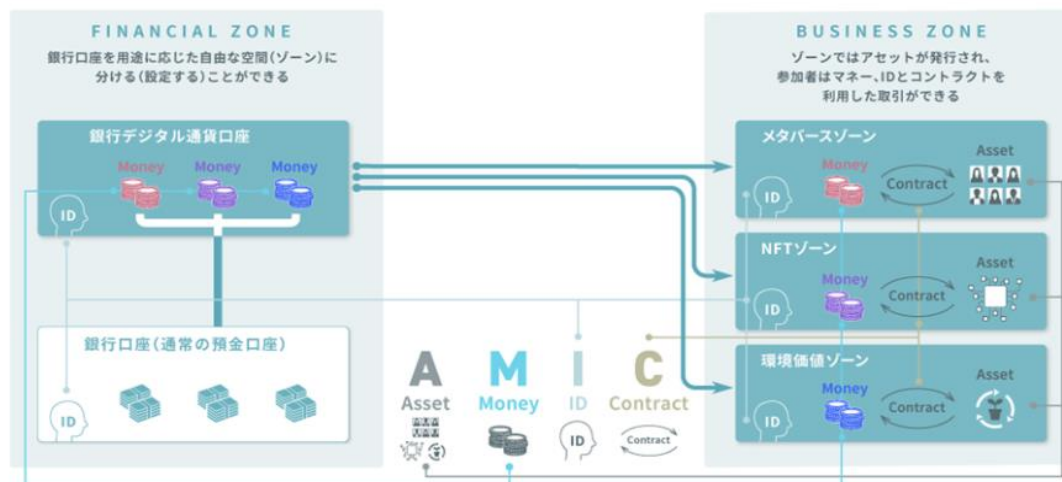 FINANCIAL ZONE
銀行口座を用途に応じた自由な空間（ゾーン）に
分ける（設定する）ことができる
銀行デジタル通貨口座
Money
Money
Money
ID
銀行口座（通常の預金口座）
ID
A
Asset
M
Money
I
ID
ID
C
Contract
Contract
BUSINESS ZONE
ゾーンではアセットが発行され、
参加者はマネー、IDとコントラクトを
利用した取引ができる
メタバースゾーン
Money
Contract
Asset
ID
NFTゾーン
Money
Contract
Asset
ID
環境価値ゾーン
Money
Contract
Asset
ID